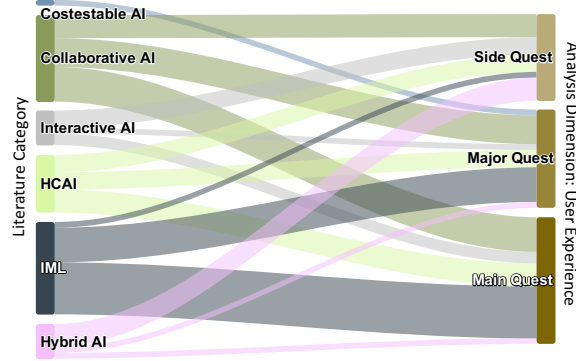 Costestable AI
Collaborative AI
Interactive AI
HCAI
IML
Hybrid AI
Literature Category
Side Quest
Major Quest
Main Quest
Analysis Dimension: User Experience